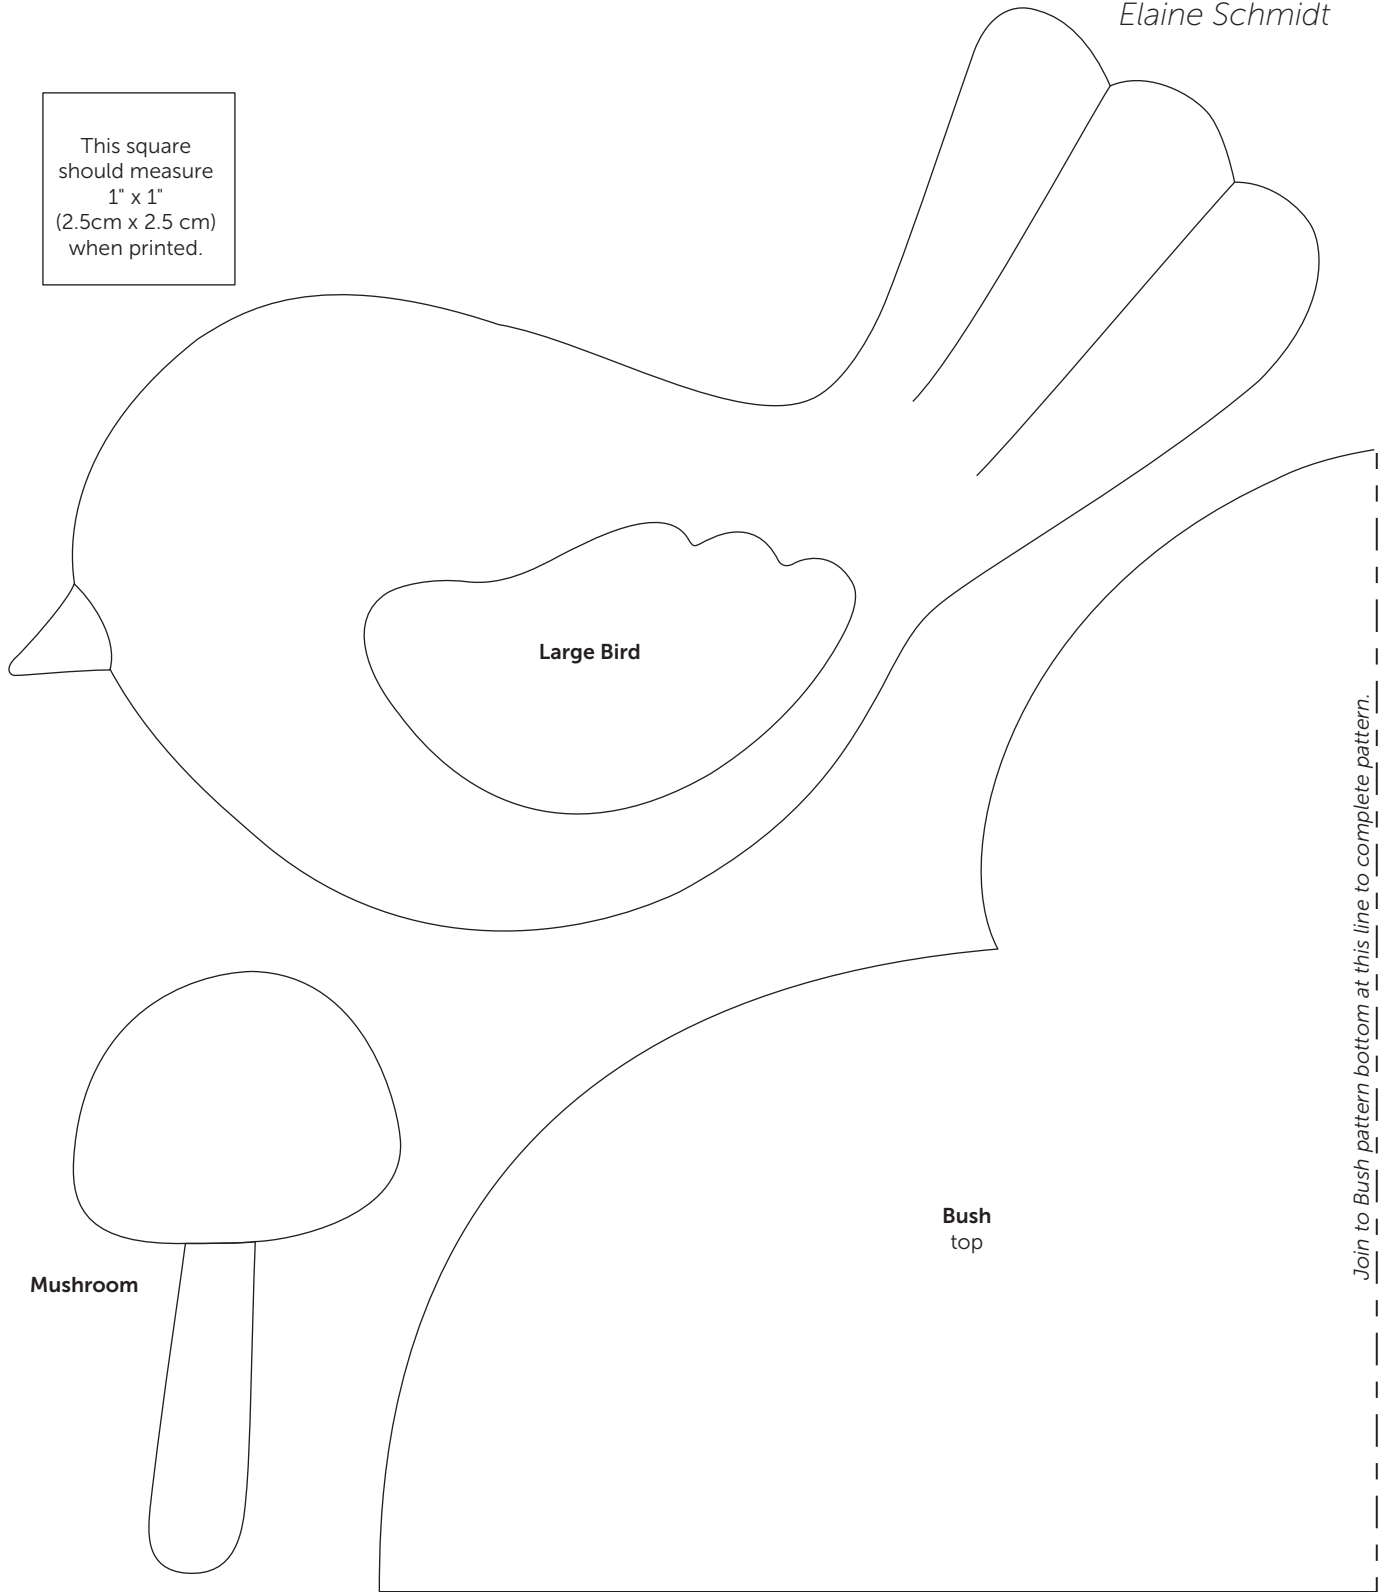 Elaine Schmidt
This square
should measure
1" x 1"
(2.5cm x 2.5 cm)
when printed.
Large Bird
Join to Bush pattern bottom at this line to complete pattern.
Bush
top
Mushroom